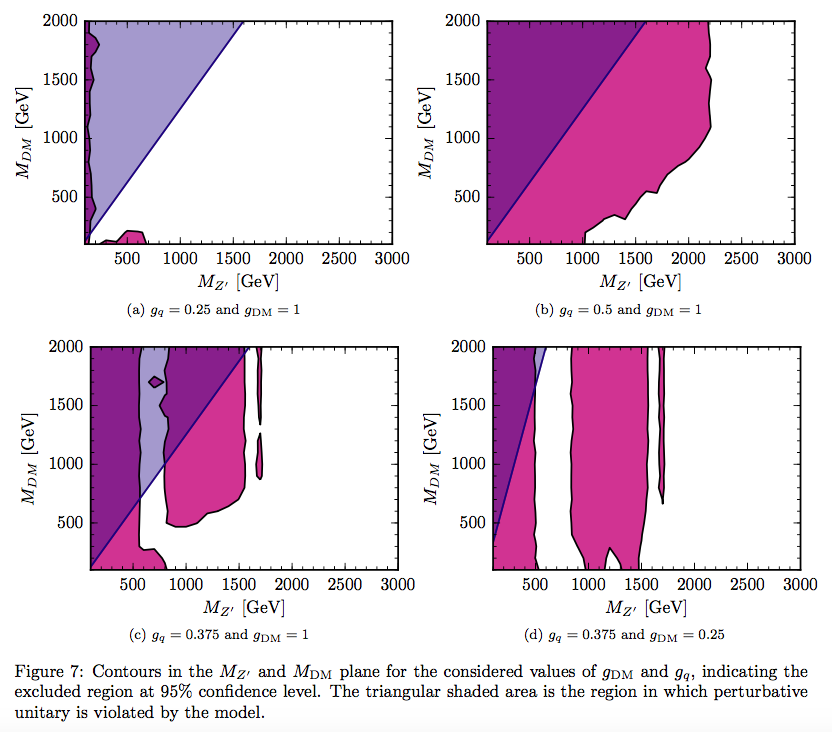 2000
1500
1000
500
M_DM [GeV]
500 1000 1500 2000 2500 3000
M_Z′ [GeV]
(a) g_q = 0.25 and g_DM = 1
2000
1500
1000
500
M_DM [GeV]
500 1000 1500 2000 2500 3000
M_Z′ [GeV]
(b) g_q = 0.5 and g_DM = 1
2000
1500
1000
500
M_DM [GeV]
500 1000 1500 2000 2500 3000
M_Z′ [GeV]
(c) g_q = 0.375 and g_DM = 1
2000
1500
1000
500
M_DM [GeV]
500 1000 1500 2000 2500 3000
M_Z′ [GeV]
(d) g_q = 0.375 and g_DM = 0.25
Figure 7: Contours in the M_Z′ and M_DM plane for the considered values of g_DM and g_q, indicating the
excluded region at 95% confidence level. The triangular shaded area is the region in which perturbative
unitary is violated by the model.